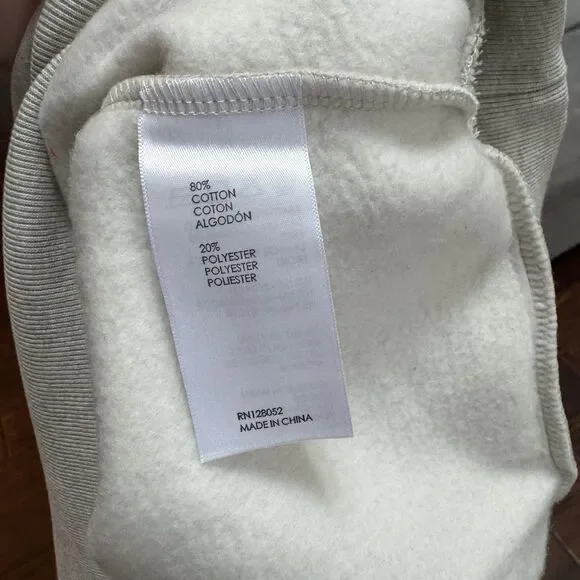 80%
COTTON
COTON
ALGODÓN
20%
POLYESTER
POLYESTER
POLIESTER
RN128052
MADE IN CHINA